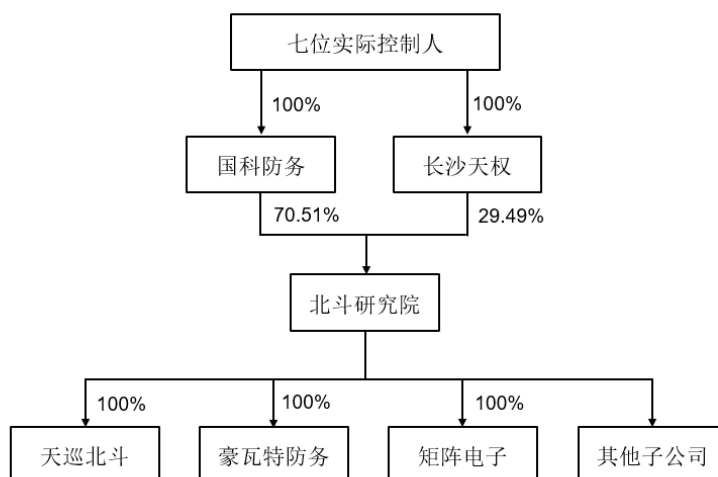 七位实际控制人
100%
100%
国科防务
长沙天权
70.51%
29.49%
北斗研究院
100%
100%
100%
天巡北斗
豪瓦特防务
矩阵电子
其他子公司